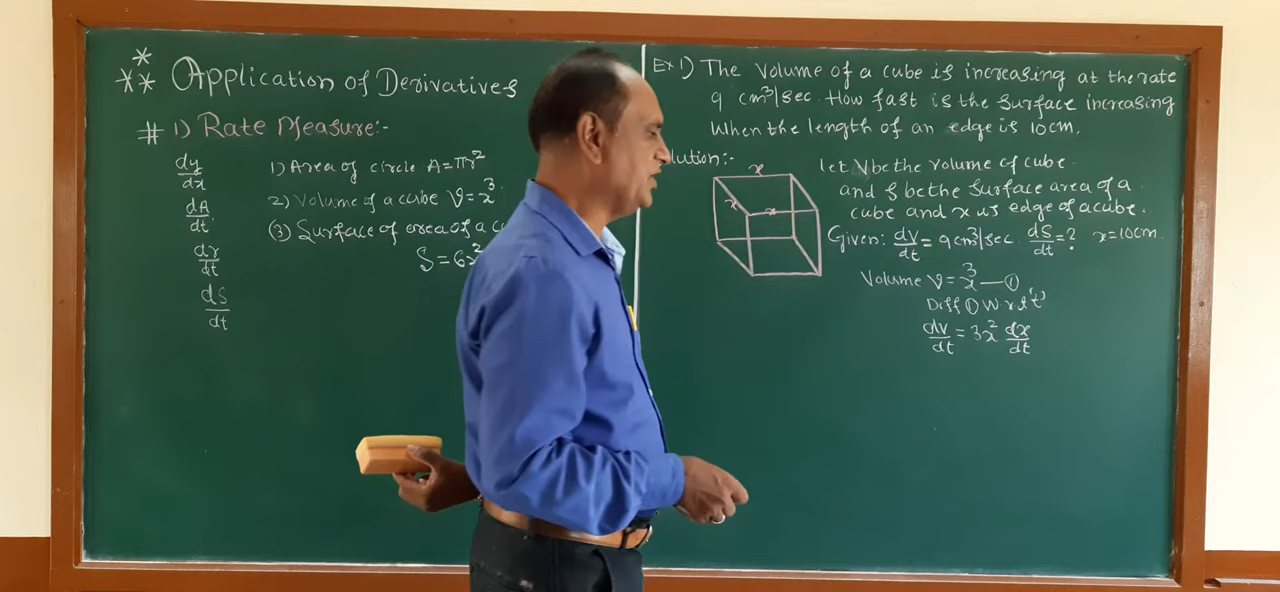 *** Application of Derivatives
# 1) Rate Measure:-
dy/dx
dA/dt
dr/dt
dS/dt
1) Area of circle A=πr²
2) Volume of a cube V=x³
(3) Surface of area of a c
S=6x²
Ex 1) The Volume of a cube is increasing at the rate
9 cm³/sec. How fast is the Surface increasing
When the length of an edge is 10cm.
lution:-
x
x
x
let V be the volume of cube.
and S be the Surface area of a
cube and x us edge of a cube.
Given: dV/dt = 9cm³/sec. dS/dt=? x=10cm.
Volume V=x³ —①
Diff ① W r t 't'
dV/dt = 3x² dx/dt